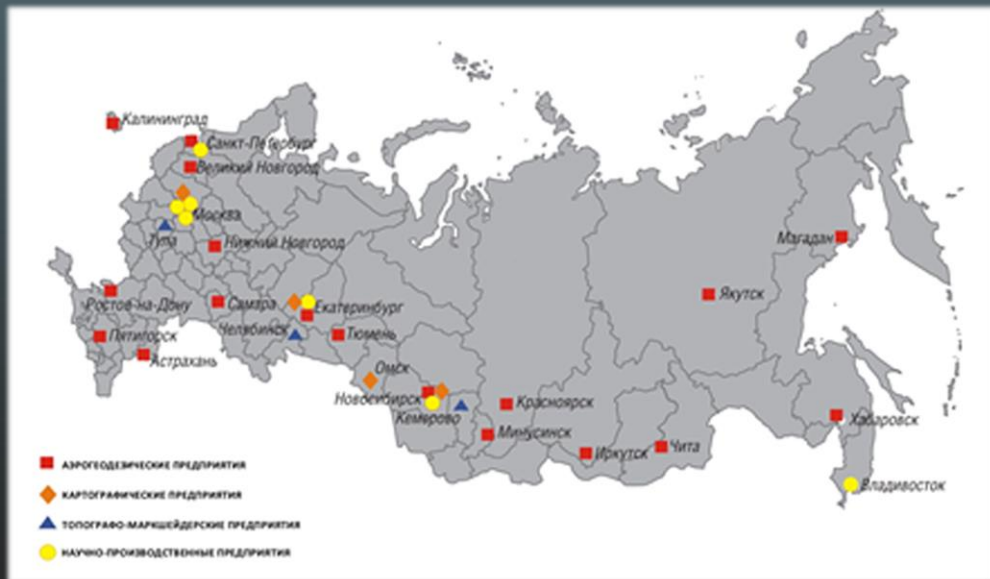 Калининград
Санкт-Петербург
Великий Новгород
Москва
Тула
Нижний Новгород
Магадан
Якутск
Ростов-на-Дону
Самара
Екатеринбург
Челябинск
Тюмень
Пятигорск
Астрахань
Омск
Новосибирск
Красноярск
Кемерово
Хабаровск
Минусинск
Иркутск
Чита
Владивосток
АЭРОГЕОДЕЗИЧЕСКИЕ ПРЕДПРИЯТИЯ
КАРТОГРАФИЧЕСКИЕ ПРЕДПРИЯТИЯ
ТОПОГРАФО-МАРКШЕЙДЕРСКИЕ ПРЕДПРИЯТИЯ
НАУЧНО-ПРОИЗВОДСТВЕННЫЕ ПРЕДПРИЯТИЯ